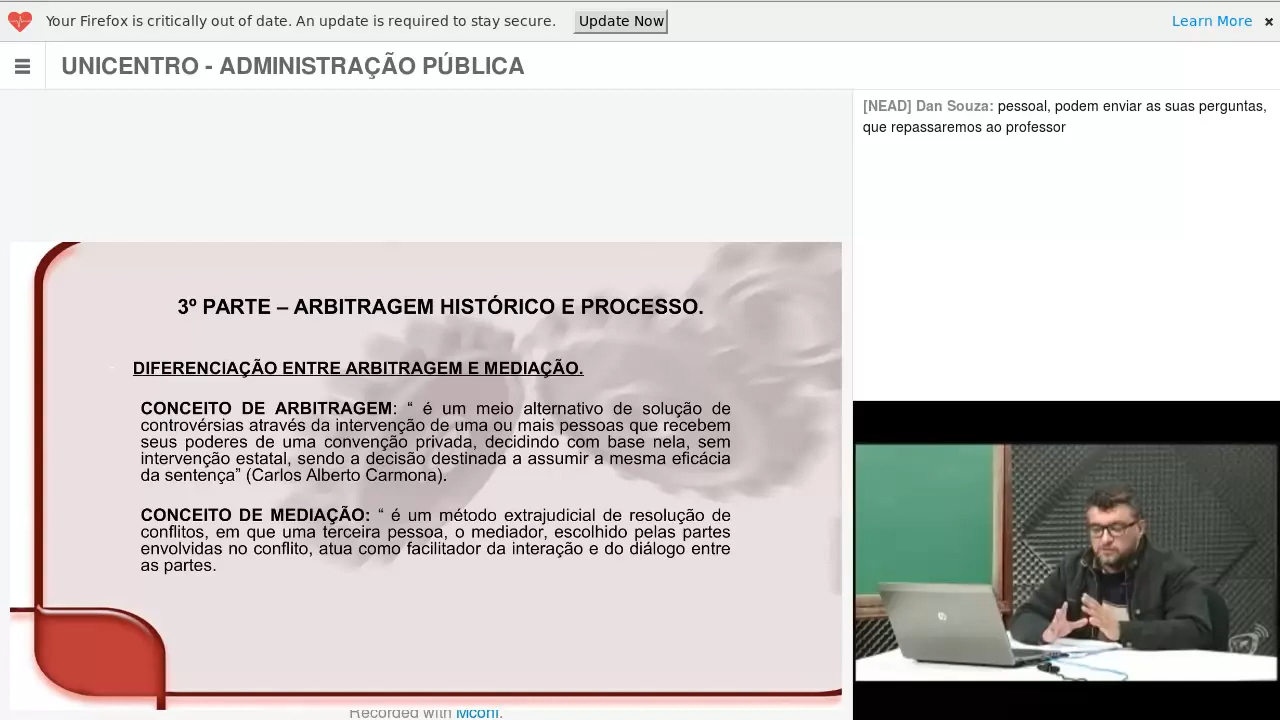 Your Firefox is critically out of date. An update is required to stay secure. Update Now Learn More ×
UNICENTRO - ADMINISTRAÇÃO PÚBLICA
[NEAD] Dan Souza: pessoal, podem enviar as suas perguntas,
que repassaremos ao professor
3º PARTE – ARBITRAGEM HISTÓRICO E PROCESSO.
DIFERENCIAÇÃO ENTRE ARBITRAGEM E MEDIAÇÃO.
CONCEITO DE ARBITRAGEM: “ é um meio alternativo de solução de
controvérsias através da intervenção de uma ou mais pessoas que recebem
seus poderes de uma convenção privada, decidindo com base nela, sem
intervenção estatal, sendo a decisão destinada a assumir a mesma eficácia
da sentença” (Carlos Alberto Carmona).
CONCEITO DE MEDIAÇÃO: “ é um método extrajudicial de resolução de
conflitos, em que uma terceira pessoa, o mediador, escolhido pelas partes
envolvidas no conflito, atua como facilitador da interação e do diálogo entre
as partes.
Recorded with Mconf.
hp